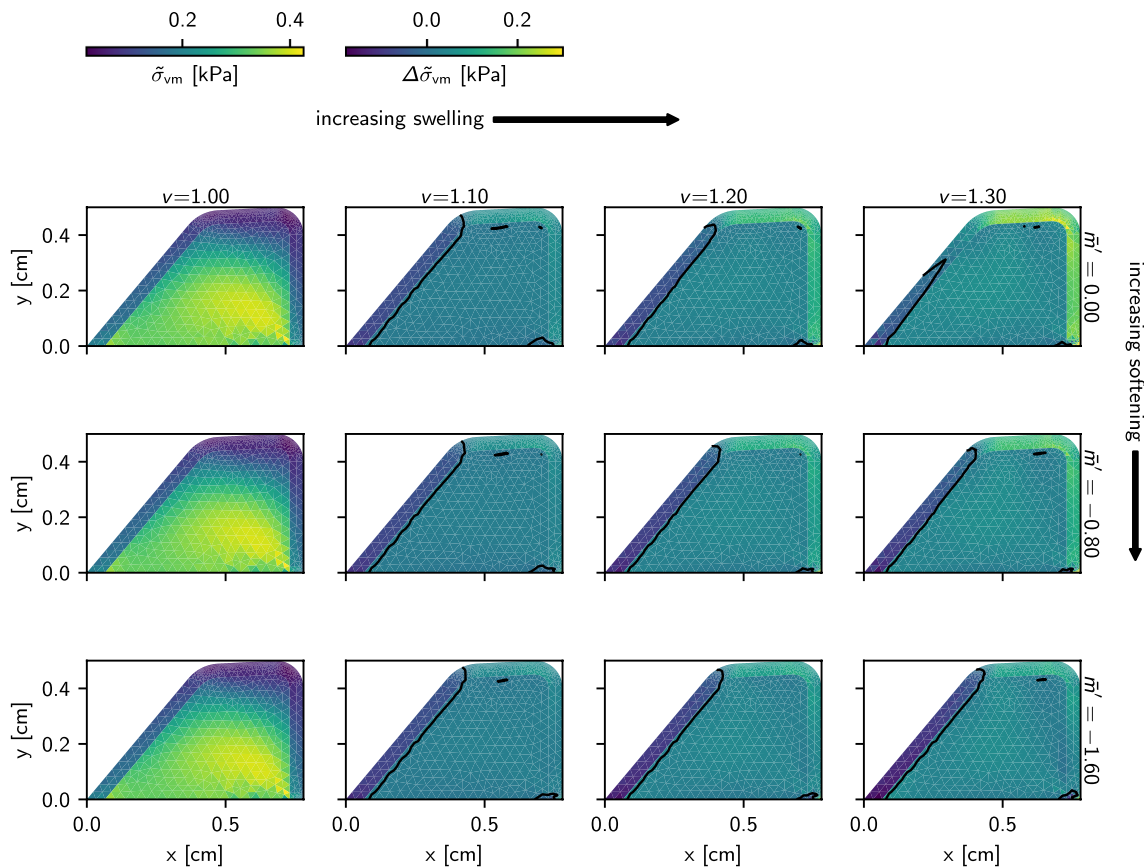 0.2 0.4 0.0 0.2
σ̃vm [kPa] Δσ̃vm [kPa]
increasing swelling
v=1.00 v=1.10 v=1.20 v=1.30
0.4
0.2
0.0
y [cm]
0.0 0.5 0.0 0.5 0.0 0.5 0.0 0.5
x [cm] x [cm] x [cm] x [cm]
0.4
0.2
0.0
y [cm]
0.4
0.2
0.0
y [cm]
m̄′ = 0.00
m̄′ = −0.80
m̄′ = −1.60
increasing softening